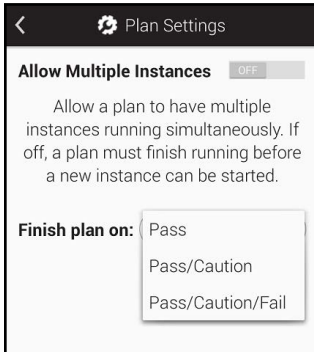 Plan Settings
Allow Multiple Instances OFF
Allow a plan to have multiple
instances running simultaneously. If
off, a plan must finish running before
a new instance can be started.
Finish plan on: Pass
Pass/Caution
Pass/Caution/Fail